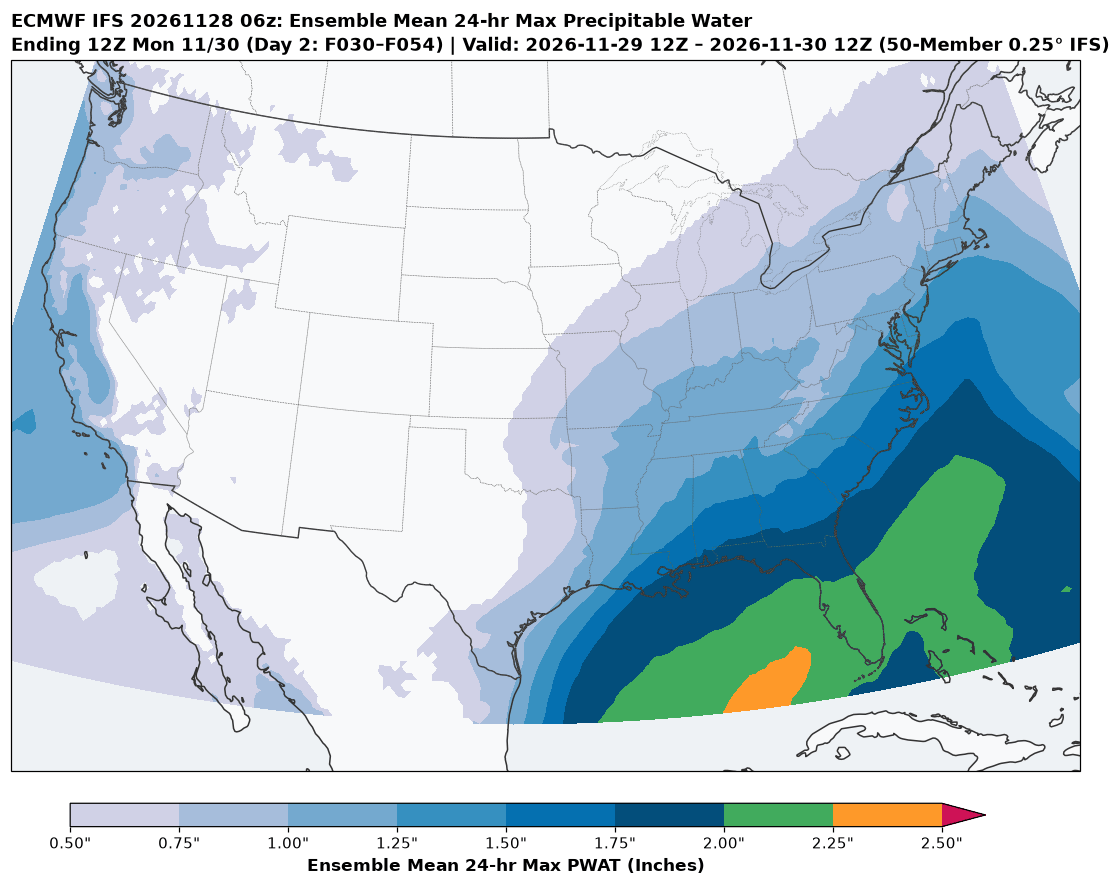 ECMWF IFS 20261128 06z: Ensemble Mean 24-hr Max Precipitable Water
Ending 12Z Mon 11/30 (Day 2: F030–F054) | Valid: 2026-11-29 12Z – 2026-11-30 12Z (50-Member 0.25° IFS)
0.50" 0.75" 1.00" 1.25" 1.50" 1.75" 2.00" 2.25" 2.50"
Ensemble Mean 24-hr Max PWAT (Inches)